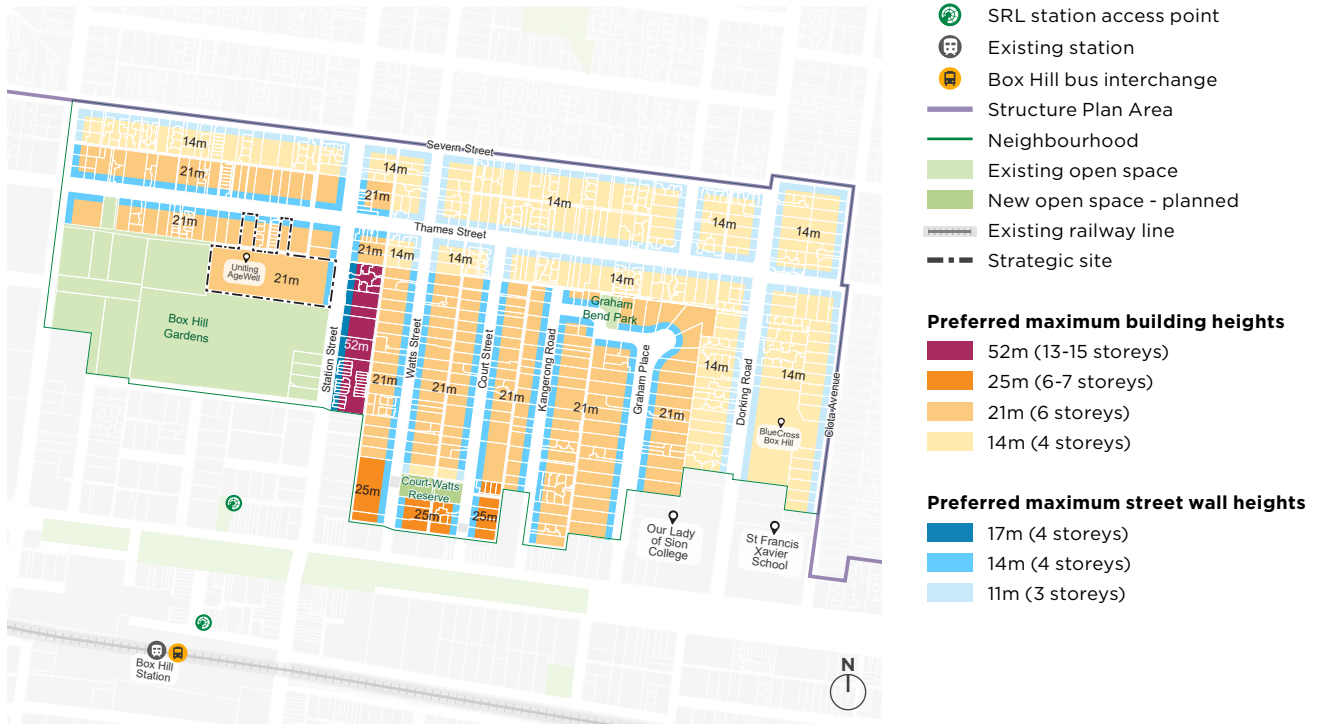 Severn Street
14m
21m
14m
21m
14m
14m
14m
21m
Thames Street
Uniting
AgeWell
21m
21m
14m
14m
14m
Box Hill
Gardens
Station Street
52m
Watts Street
21m
21m
Court Street
21m
Kangerong Road
21m
Graham
Bend Park
Graham Place
21m
14m
Dorking Road
14m
BlueCross
Box Hill
Clota Avenue
25m
Court-Watts
Reserve
25m
25m
Our Lady
of Sion
College
St Francis
Xavier
School
Box Hill
Station
N
SRL station access point
Existing station
Box Hill bus interchange
Structure Plan Area
Neighbourhood
Existing open space
New open space - planned
Existing railway line
Strategic site
Preferred maximum building heights
52m (13-15 storeys)
25m (6-7 storeys)
21m (6 storeys)
14m (4 storeys)
Preferred maximum street wall heights
17m (4 storeys)
14m (4 storeys)
11m (3 storeys)